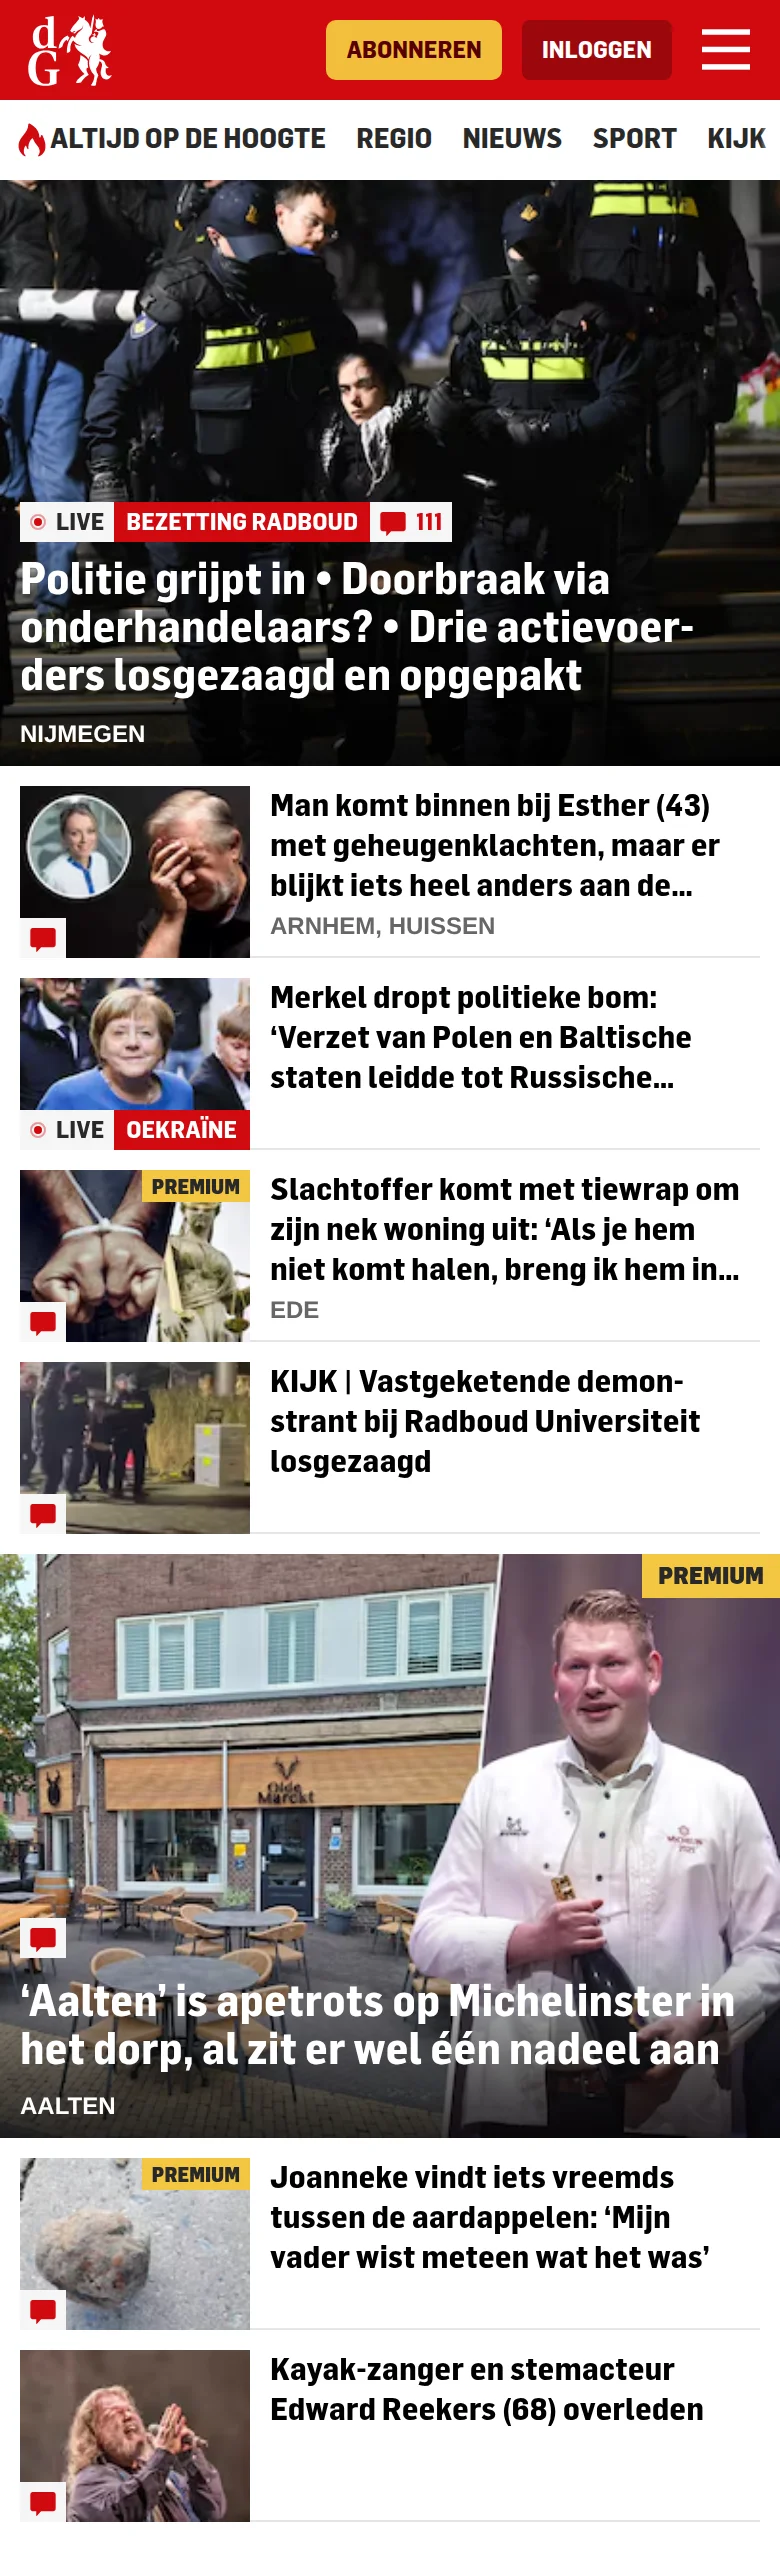 dG
ABONNEREN
INLOGGEN
ALTIJD OP DE HOOGTE
REGIO
NIEUWS
SPORT
KIJK
LIVE
BEZETTING RADBOUD
111
Politie grijpt in • Doorbraak via
onderhandelaars? • Drie actievoer-
ders losgezaagd en opgepakt
NIJMEGEN
Man komt binnen bij Esther (43)
met geheugenklachten, maar er
blijkt iets heel anders aan de...
ARNHEM, HUISSEN
Merkel dropt politieke bom:
‘Verzet van Polen en Baltische
staten leidde tot Russische...
LIVE
OEKRAÏNE
PREMIUM
Slachtoffer komt met tiewrap om
zijn nek woning uit: ‘Als je hem
niet komt halen, breng ik hem in...
EDE
KIJK | Vastgeketende demon-
strant bij Radboud Universiteit
losgezaagd
PREMIUM
Olde
Marckt
‘Aalten’ is apetrots op Michelinster in
het dorp, al zit er wel één nadeel aan
AALTEN
PREMIUM
Joanneke vindt iets vreemds
tussen de aardappelen: ‘Mijn
vader wist meteen wat het was’
Kayak-zanger en stemacteur
Edward Reekers (68) overleden